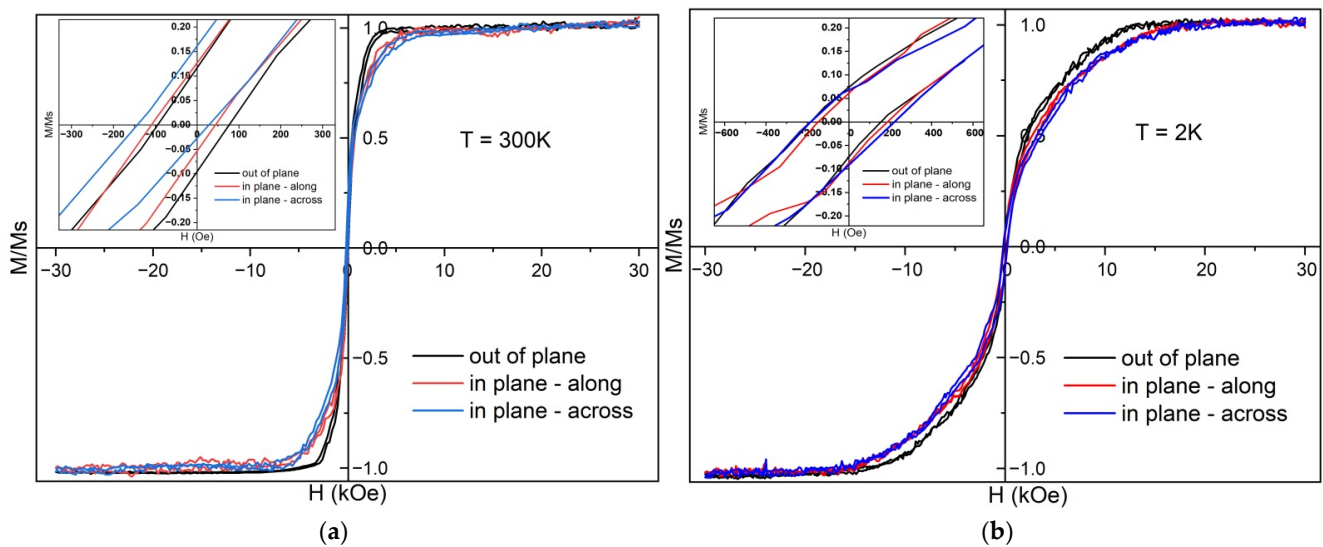 0.20
0.15
0.10
0.05
0.00
-0.05
-0.10
-0.15
-0.20
−300 −200 −100 0 100 200 300
M/Ms
H (Oe)
out of plane
in plane - along
in plane - across
1.0
0.5
0.0
−0.5
−1.0
−30 −20 −10 0 10 20 30
M/Ms
H (kOe)
T = 300K
out of plane
in plane - along
in plane - across
(a)
0.20
0.15
0.10
0.05
0.00
-0.05
-0.10
-0.15
-0.20
−600 −400 −200 0 200 400 600
M/Ms
H (Oe)
out of plane
in plane - along
in plane - across
1.0
0.5
0.0
−0.5
−1.0
−30 −20 −10 0 10 20 30
M/Ms
H (kOe)
T = 2K
out of plane
in plane - along
in plane - across
(b)